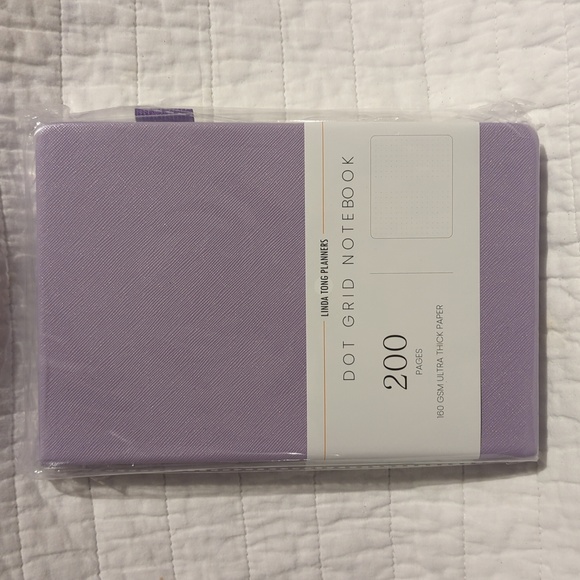 LINDA TONG PLANNERS
DOT GRID NOTEBOOK
200
PAGES
160 GSM ULTRA THICK PAPER